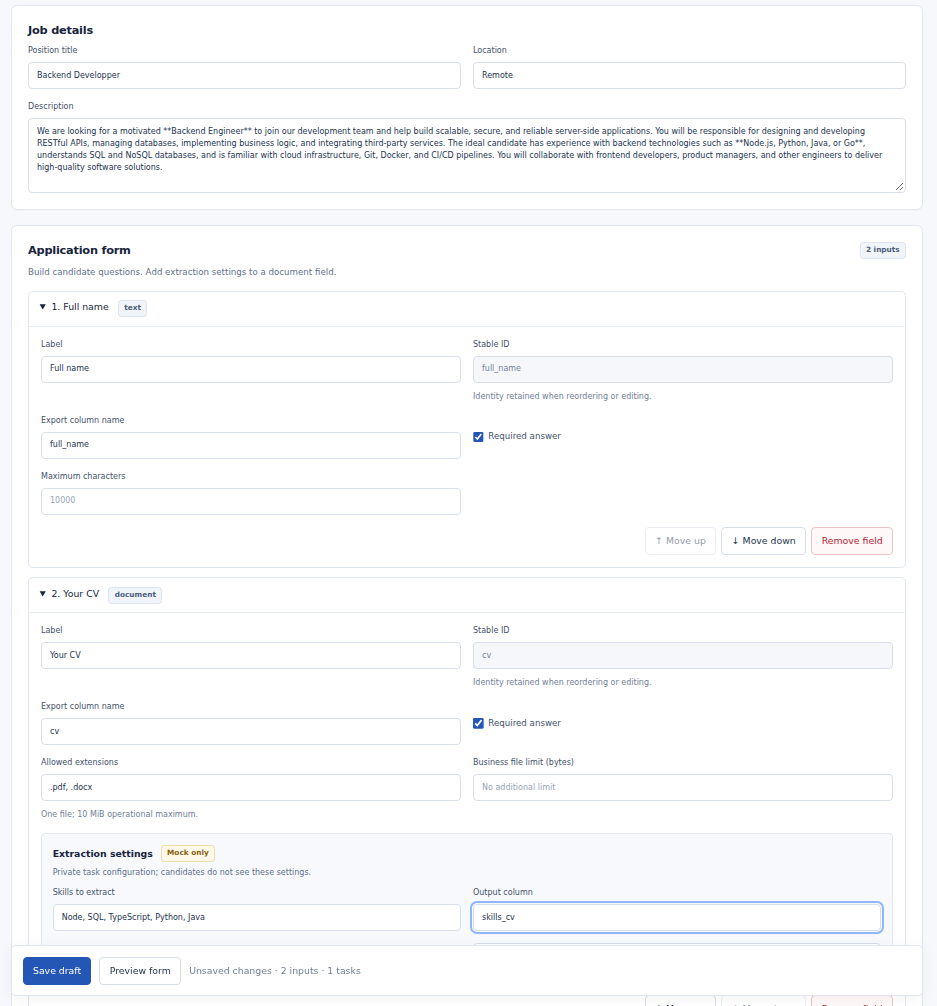 Job details
Position title
Location
Backend Developper
Remote
Description
We are looking for a motivated **Backend Engineer** to join our development team and help build scalable, secure, and reliable server-side applications. You will be responsible for designing and developing
RESTful APIs, managing databases, implementing business logic, and integrating third-party services. The ideal candidate has experience with backend technologies such as **Node.js, Python, Java, or Go**,
understands SQL and NoSQL databases, and is familiar with cloud infrastructure, Git, Docker, and CI/CD pipelines. You will collaborate with frontend developers, product managers, and other engineers to deliver
high-quality software solutions.
Application form
2 inputs
Build candidate questions. Add extraction settings to a document field.
▼ 1. Full name text
Label
Stable ID
Full name
full_name
Identity retained when reordering or editing.
Export column name
full_name
Required answer
Maximum characters
10000
↑ Move up
↓ Move down
Remove field
▼ 2. Your CV document
Label
Stable ID
Your CV
cv
Identity retained when reordering or editing.
Export column name
cv
Required answer
Allowed extensions
Business file limit (bytes)
.pdf, .docx
No additional limit
One file; 10 MiB operational maximum.
Extraction settings Mock only
Private task configuration; candidates do not see these settings.
Skills to extract
Output column
Node, SQL, TypeScript, Python, Java
skills_cv
Save draft
Preview form
Unsaved changes · 2 inputs · 1 tasks